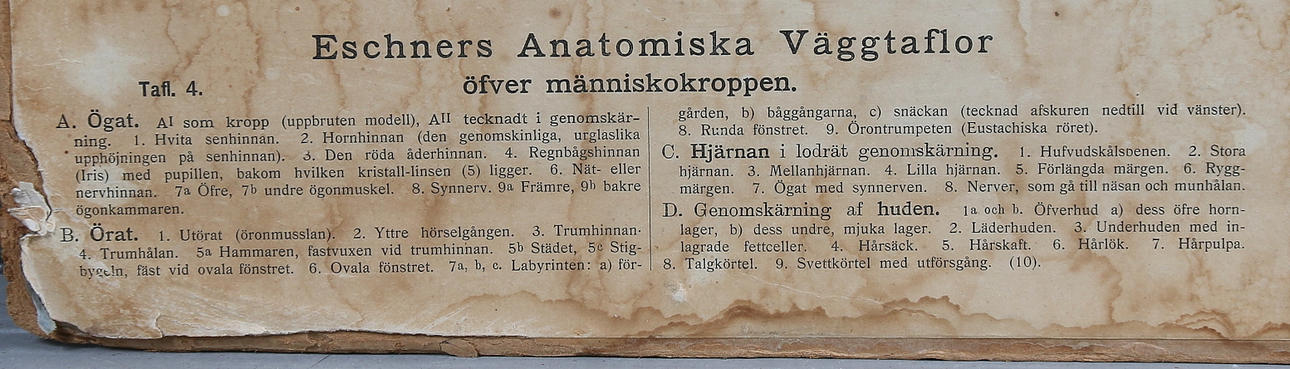 Eschners Anatomiska Väggtaflor
Tafl. 4.
öfver människokroppen.
A. Ögat. AI som kropp (uppbruten modell), AII tecknadt i genomskär-
ning. 1. Hvita senhinnan. 2. Hornhinnan (den genomskinliga, urglaslika
upphöjningen på senhinnan). 3. Den röda åderhinnan. 4. Regnbågshinnan
(Iris) med pupillen, bakom hvilken kristall-linsen (5) ligger. 6. Nät- eller
nervhinnan. 7a Öfre, 7b undre ögonmuskel. 8. Synnerv. 9a Främre, 9b bakre
ögonkammaren.
B. Örat. 1. Utörat (öronmusslan). 2. Yttre hörselgången. 3. Trumhinnan.
4. Trumhålan. 5a Hammaren, fastvuxen vid trumhinnan. 5b Städet, 5c Stig-
bygeln, fäst vid ovala fönstret. 6. Ovala fönstret. 7a, b, c. Labyrinten: a) för-
gården, b) båggångarna, c) snäckan (tecknad afskuren nedtill vid vänster).
8. Runda fönstret. 9. Örontrumpeten (Eustachiska röret).
C. Hjärnan i lodrät genomskärning. 1. Hufvudskålsbenen. 2. Stora
hjärnan. 3. Mellanhjärnan. 4. Lilla hjärnan. 5. Förlängda märgen. 6. Rygg-
märgen. 7. Ögat med synnerven. 8. Nerver, som gå till näsan och munhålan.
D. Genomskärning af huden. 1a och b. Öfverhud a) dess öfre horn-
lager, b) dess undre, mjuka lager. 2. Läderhuden. 3. Underhuden med in-
lagrade fettceller. 4. Hårsäck. 5. Hårskaft. 6. Hårlök. 7. Hårpulpa.
8. Talgkörtel. 9. Svettkörtel med utförsgång. (10).